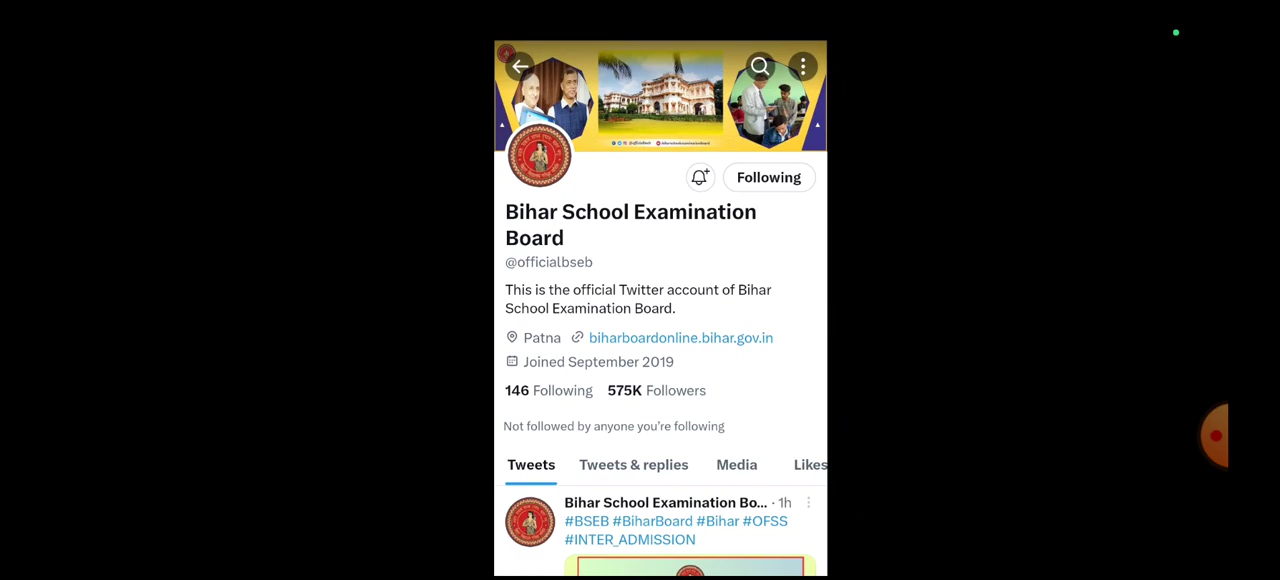 Following
Bihar School Examination
Board
@officialbseb
This is the official Twitter account of Bihar
School Examination Board.
Patna biharboardonline.bihar.gov.in
Joined September 2019
146 Following 575K Followers
Not followed by anyone you're following
Tweets Tweets & replies Media Likes
Bihar School Examination Bo... · 1h
#BSEB #BiharBoard #Bihar #OFSS
#INTER_ADMISSION